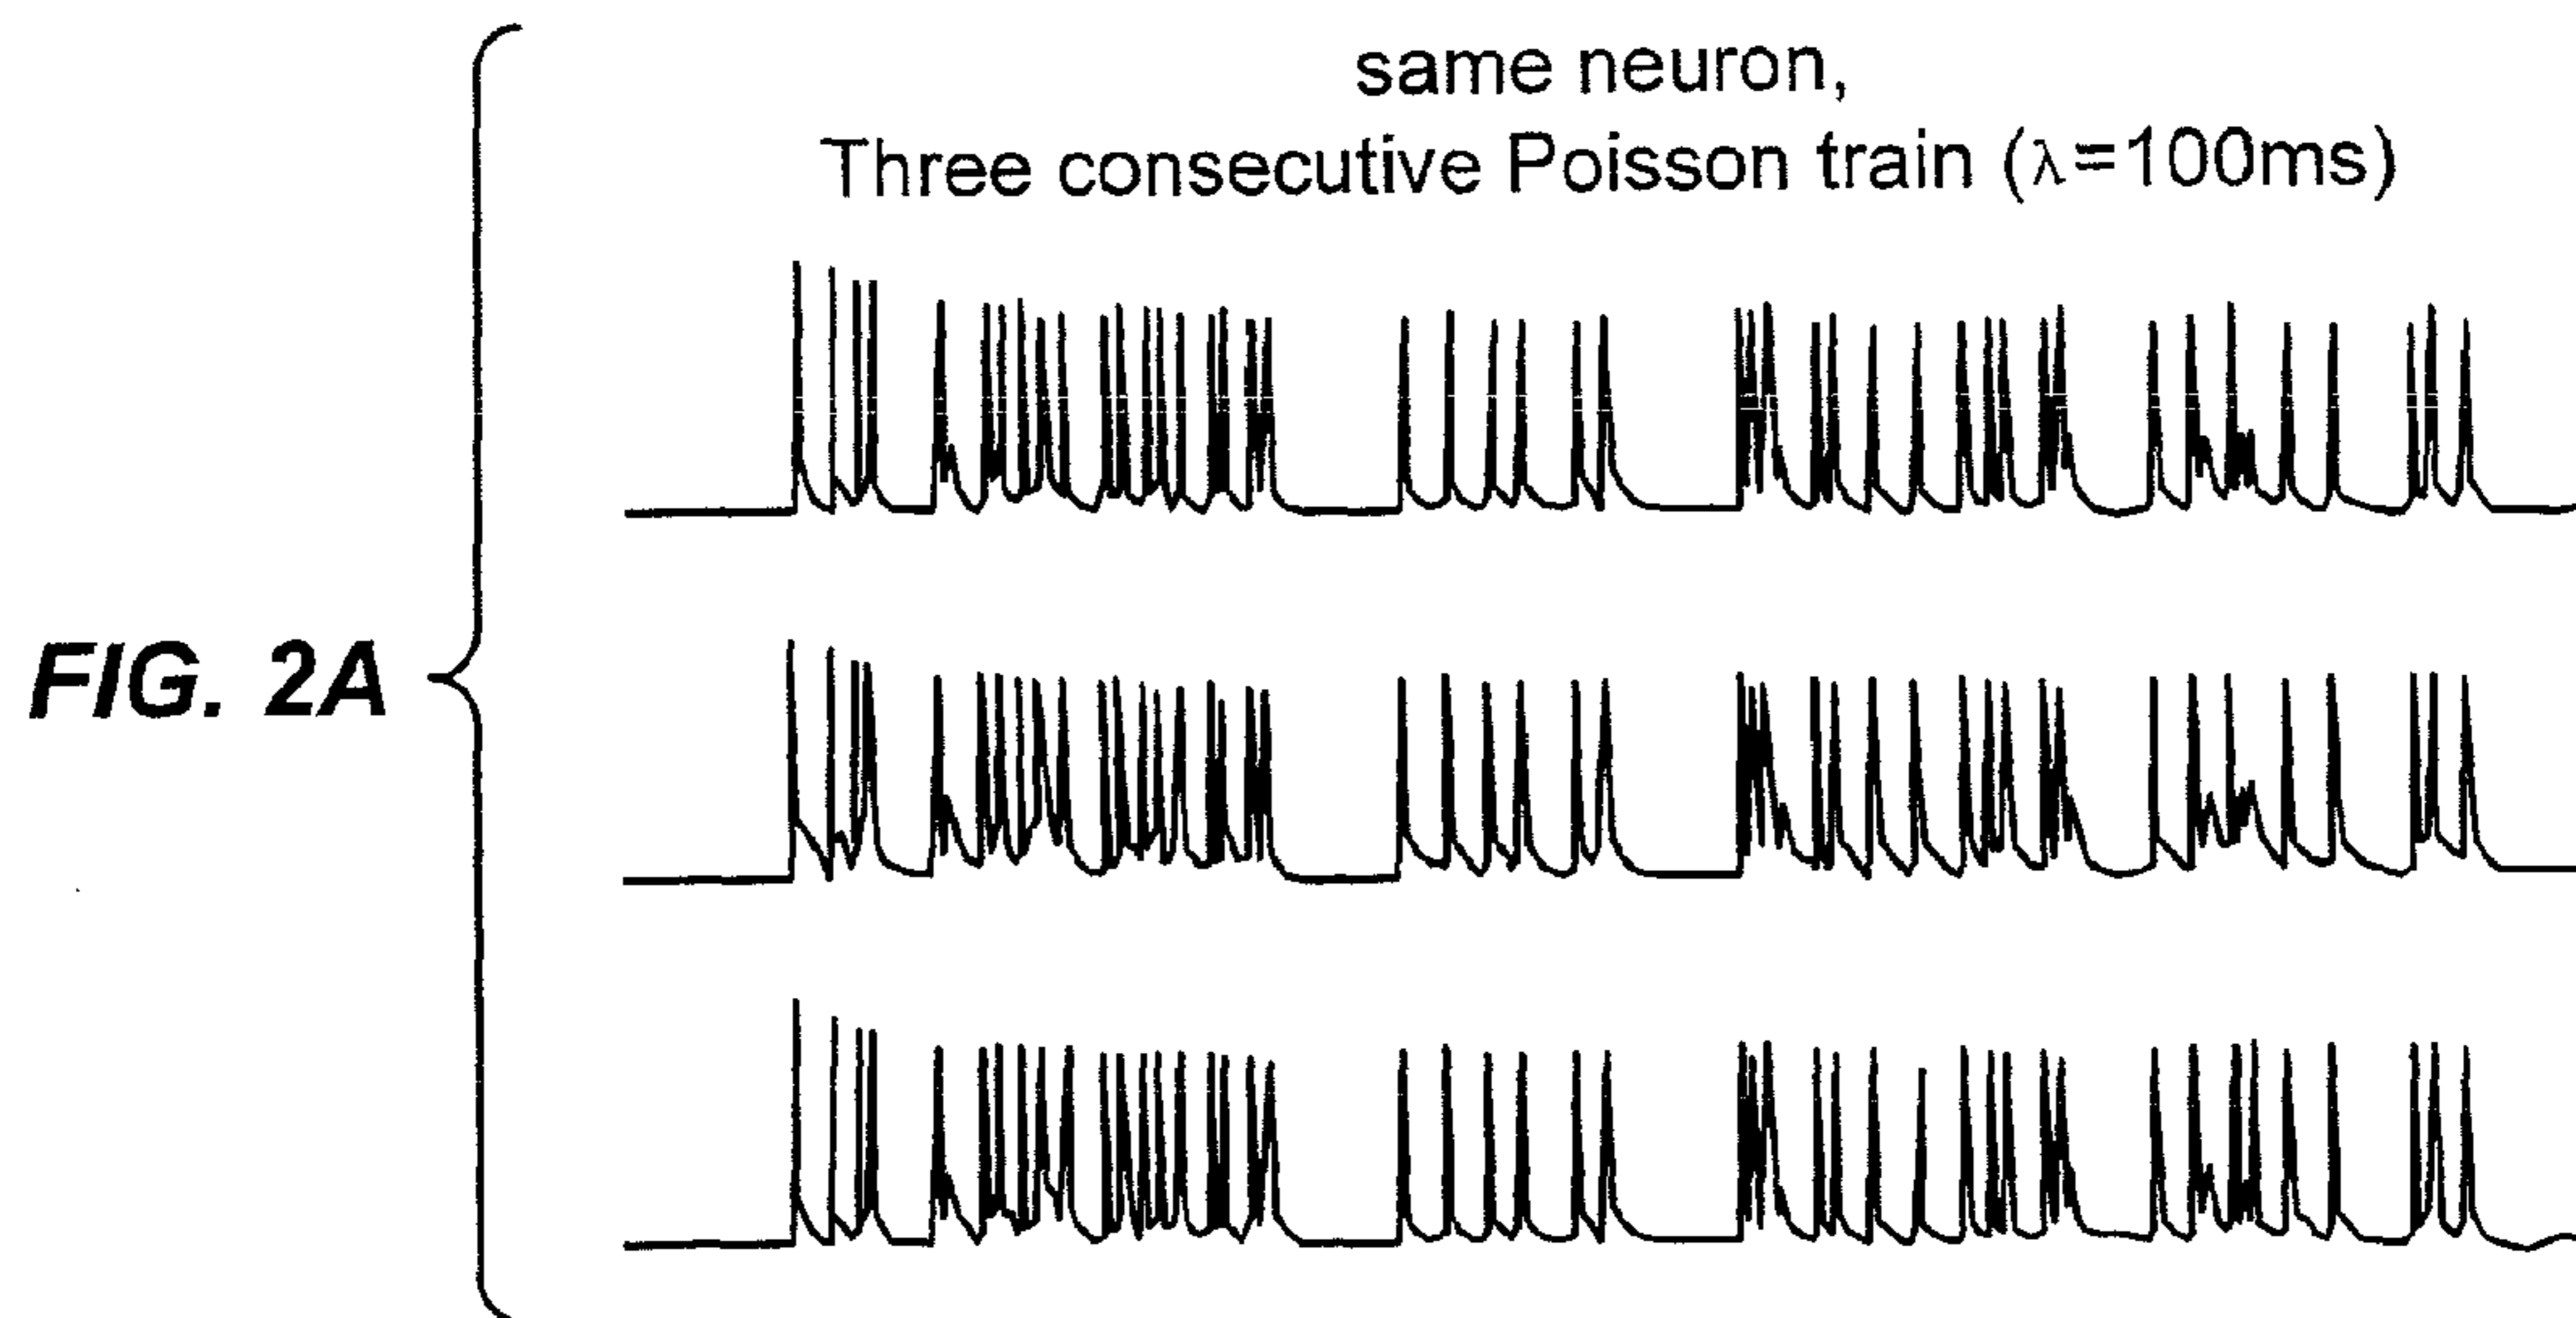 same neuron,
Three consecutive Poisson train (λ=100ms)
FIG. 2A